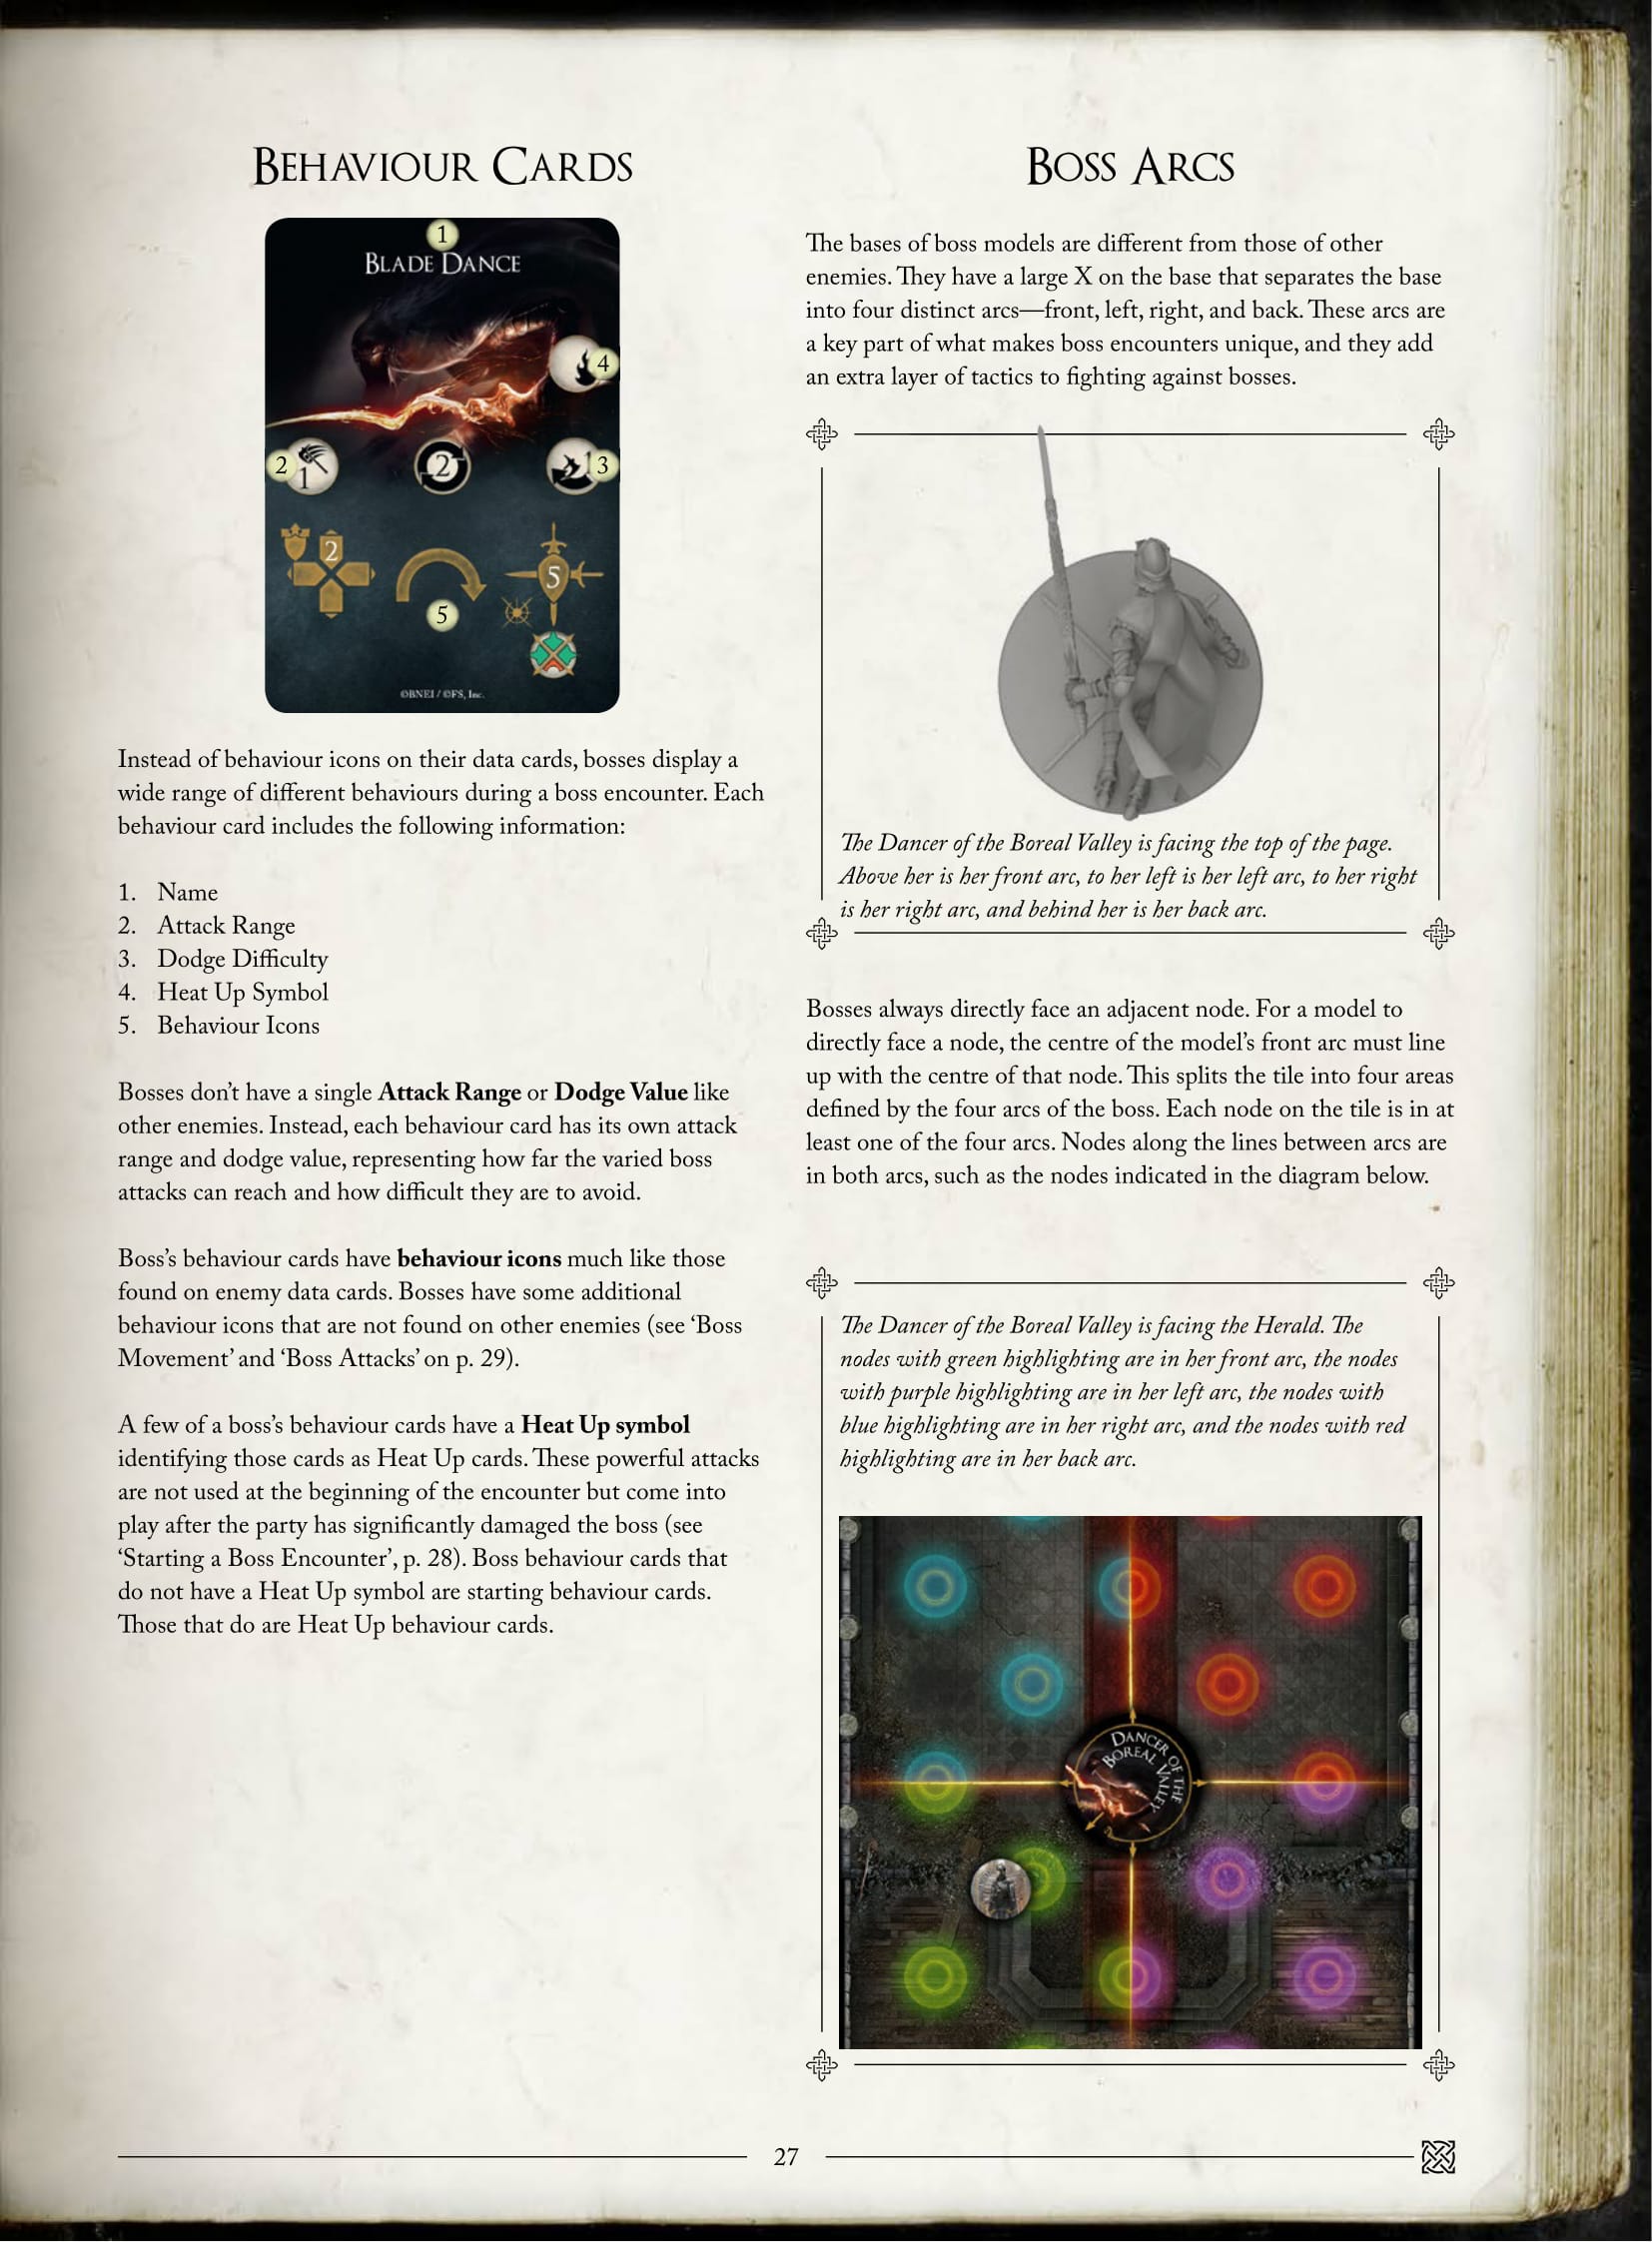 Behaviour Cards
1
Blade Dance
4
2
1
2
3
2
5
5
©BNEI / ©FS, Inc.
Instead of behaviour icons on their data cards, bosses display a
wide range of different behaviours during a boss encounter. Each
behaviour card includes the following information:
1. Name
2. Attack Range
3. Dodge Difficulty
4. Heat Up Symbol
5. Behaviour Icons
Bosses don’t have a single Attack Range or Dodge Value like
other enemies. Instead, each behaviour card has its own attack
range and dodge value, representing how far the varied boss
attacks can reach and how difficult they are to avoid.
Boss’s behaviour cards have behaviour icons much like those
found on enemy data cards. Bosses have some additional
behaviour icons that are not found on other enemies (see ‘Boss
Movement’ and ‘Boss Attacks’ on p. 29).
A few of a boss’s behaviour cards have a Heat Up symbol
identifying those cards as Heat Up cards. These powerful attacks
are not used at the beginning of the encounter but come into
play after the party has significantly damaged the boss (see
‘Starting a Boss Encounter’, p. 28). Boss behaviour cards that
do not have a Heat Up symbol are starting behaviour cards.
Those that do are Heat Up behaviour cards.
Boss Arcs
The bases of boss models are different from those of other
enemies. They have a large X on the base that separates the base
into four distinct arcs—front, left, right, and back. These arcs are
a key part of what makes boss encounters unique, and they add
an extra layer of tactics to fighting against bosses.
The Dancer of the Boreal Valley is facing the top of the page.
Above her is her front arc, to her left is her left arc, to her right
is her right arc, and behind her is her back arc.
Bosses always directly face an adjacent node. For a model to
directly face a node, the centre of the model’s front arc must line
up with the centre of that node. This splits the tile into four areas
defined by the four arcs of the boss. Each node on the tile is in at
least one of the four arcs. Nodes along the lines between arcs are
in both arcs, such as the nodes indicated in the diagram below.
The Dancer of the Boreal Valley is facing the Herald. The
nodes with green highlighting are in her front arc, the nodes
with purple highlighting are in her left arc, the nodes with
blue highlighting are in her right arc, and the nodes with red
highlighting are in her back arc.
Dancer of the
Boreal Valley
27